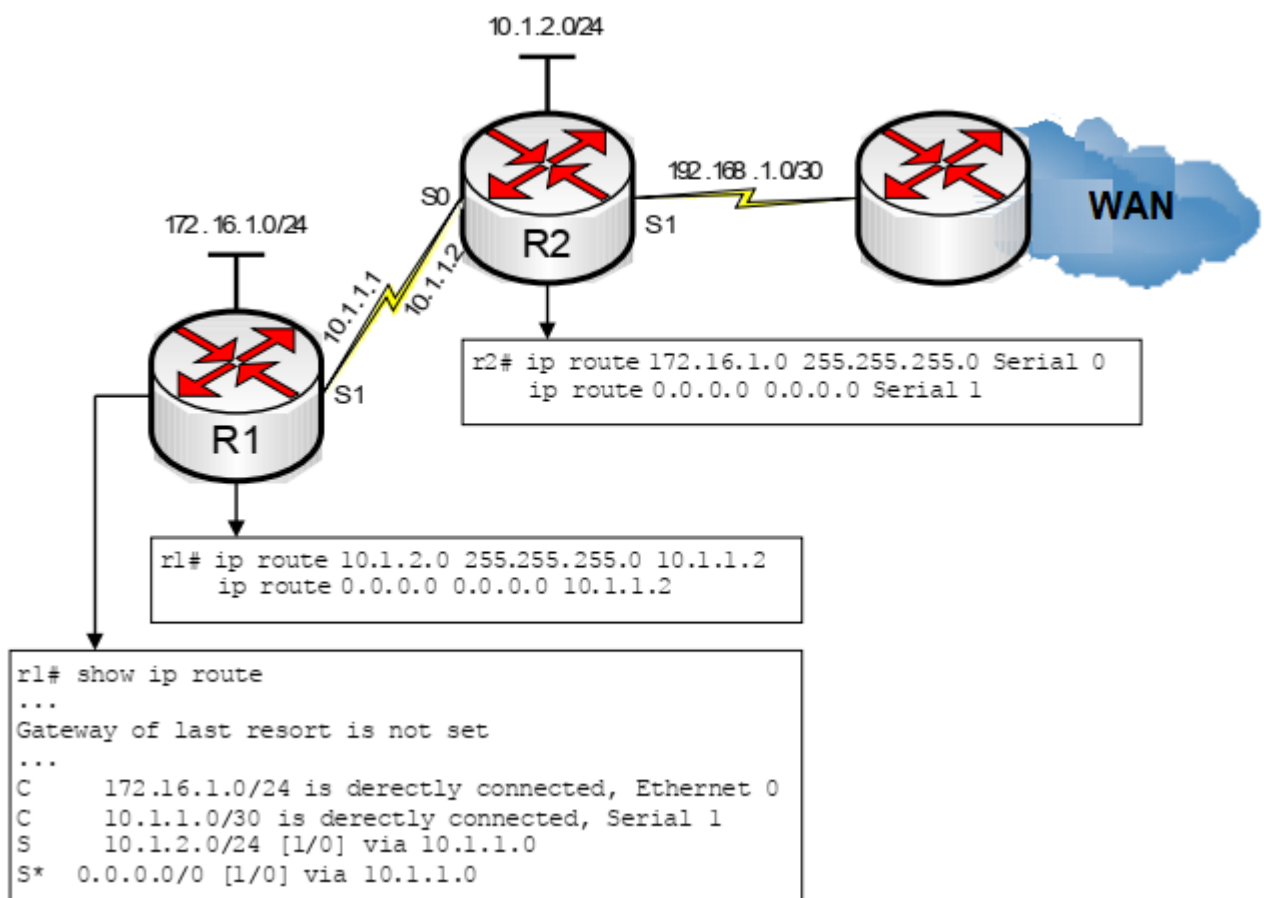 10.1.2.0/24
192.168.1.0/30
WAN
S0
172.16.1.0/24
R2
S1
10.1.1.1
10.1.1.2
r2# ip route 172.16.1.0 255.255.255.0 Serial 0
ip route 0.0.0.0 0.0.0.0 Serial 1
S1
R1
r1# ip route 10.1.2.0 255.255.255.0 10.1.1.2
ip route 0.0.0.0 0.0.0.0 10.1.1.2
r1# show ip route
...
Gateway of last resort is not set
...
C 172.16.1.0/24 is derectly connected, Ethernet 0
C 10.1.1.0/30 is derectly connected, Serial 1
S 10.1.2.0/24 [1/0] via 10.1.1.0
S* 0.0.0.0/0 [1/0] via 10.1.1.0